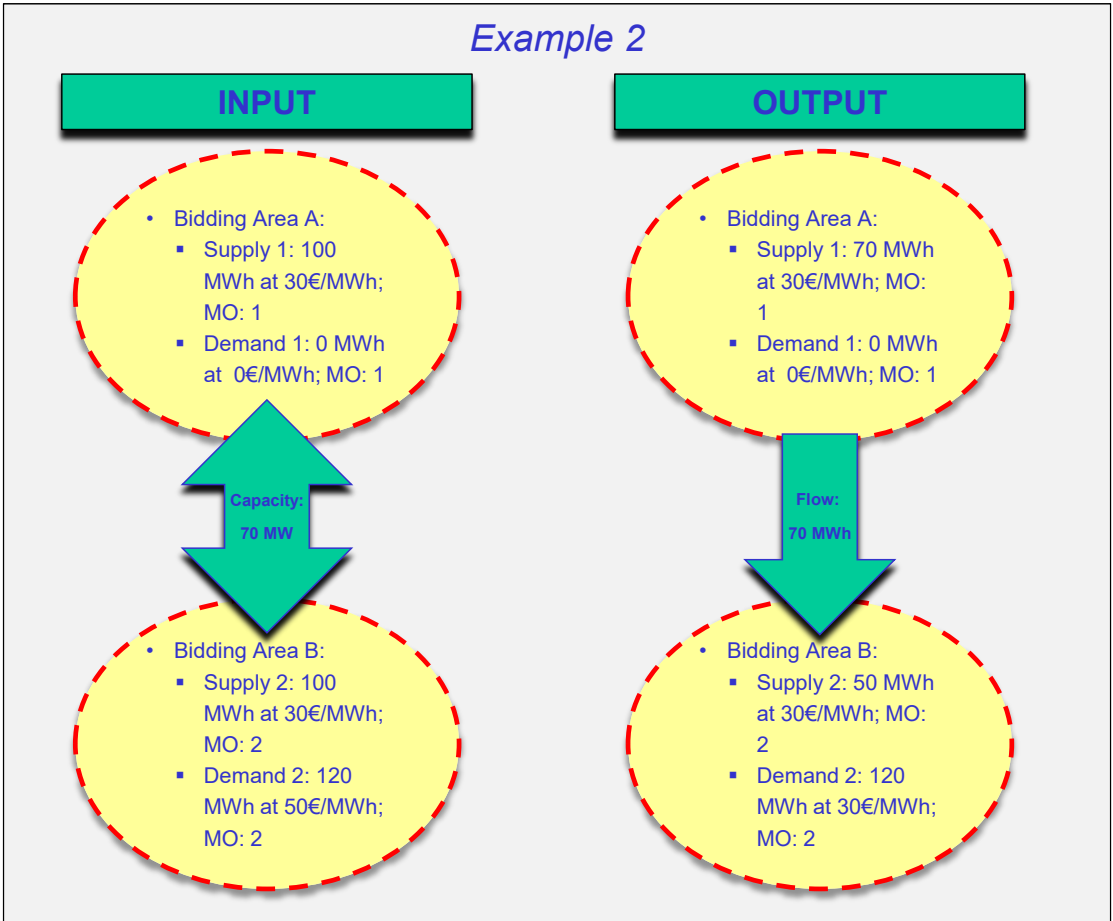 Example 2
INPUT
• Bidding Area A:
▪ Supply 1: 100
MWh at 30€/MWh;
MO: 1
▪ Demand 1: 0 MWh
at 0€/MWh; MO: 1
Capacity:
70 MW
• Bidding Area B:
▪ Supply 2: 100
MWh at 30€/MWh;
MO: 2
▪ Demand 2: 120
MWh at 50€/MWh;
MO: 2
OUTPUT
• Bidding Area A:
▪ Supply 1: 70 MWh
at 30€/MWh; MO:
1
▪ Demand 1: 0 MWh
at 0€/MWh; MO: 1
Flow:
70 MWh
• Bidding Area B:
▪ Supply 2: 50 MWh
at 30€/MWh; MO:
2
▪ Demand 2: 120
MWh at 30€/MWh;
MO: 2